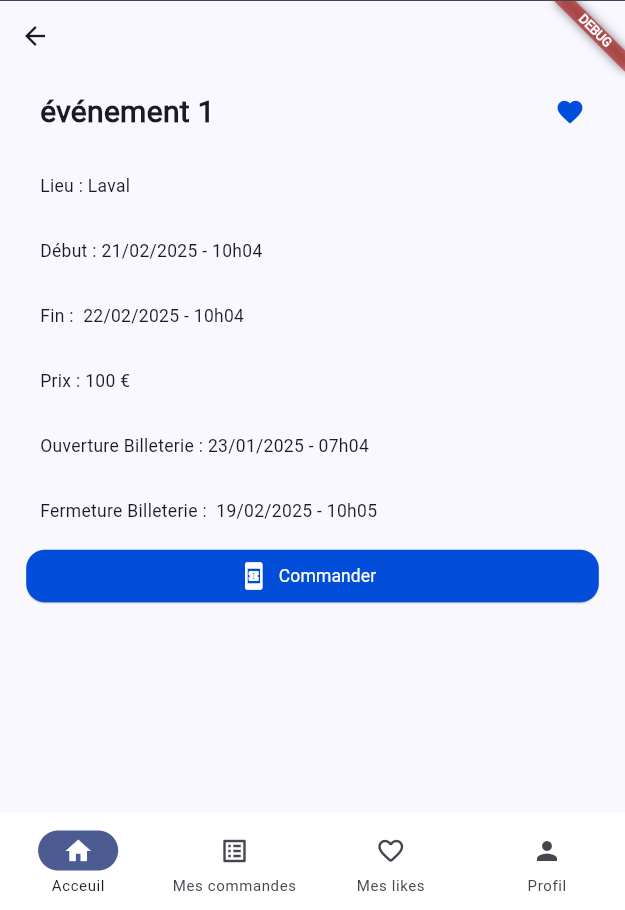 DEBUG
événement 1
Lieu : Laval
Début : 21/02/2025 - 10h04
Fin :  22/02/2025 - 10h04
Prix : 100 €
Ouverture Billeterie : 23/01/2025 - 07h04
Fermeture Billeterie :  19/02/2025 - 10h05
Commander
Acceuil
Mes commandes
Mes likes
Profil